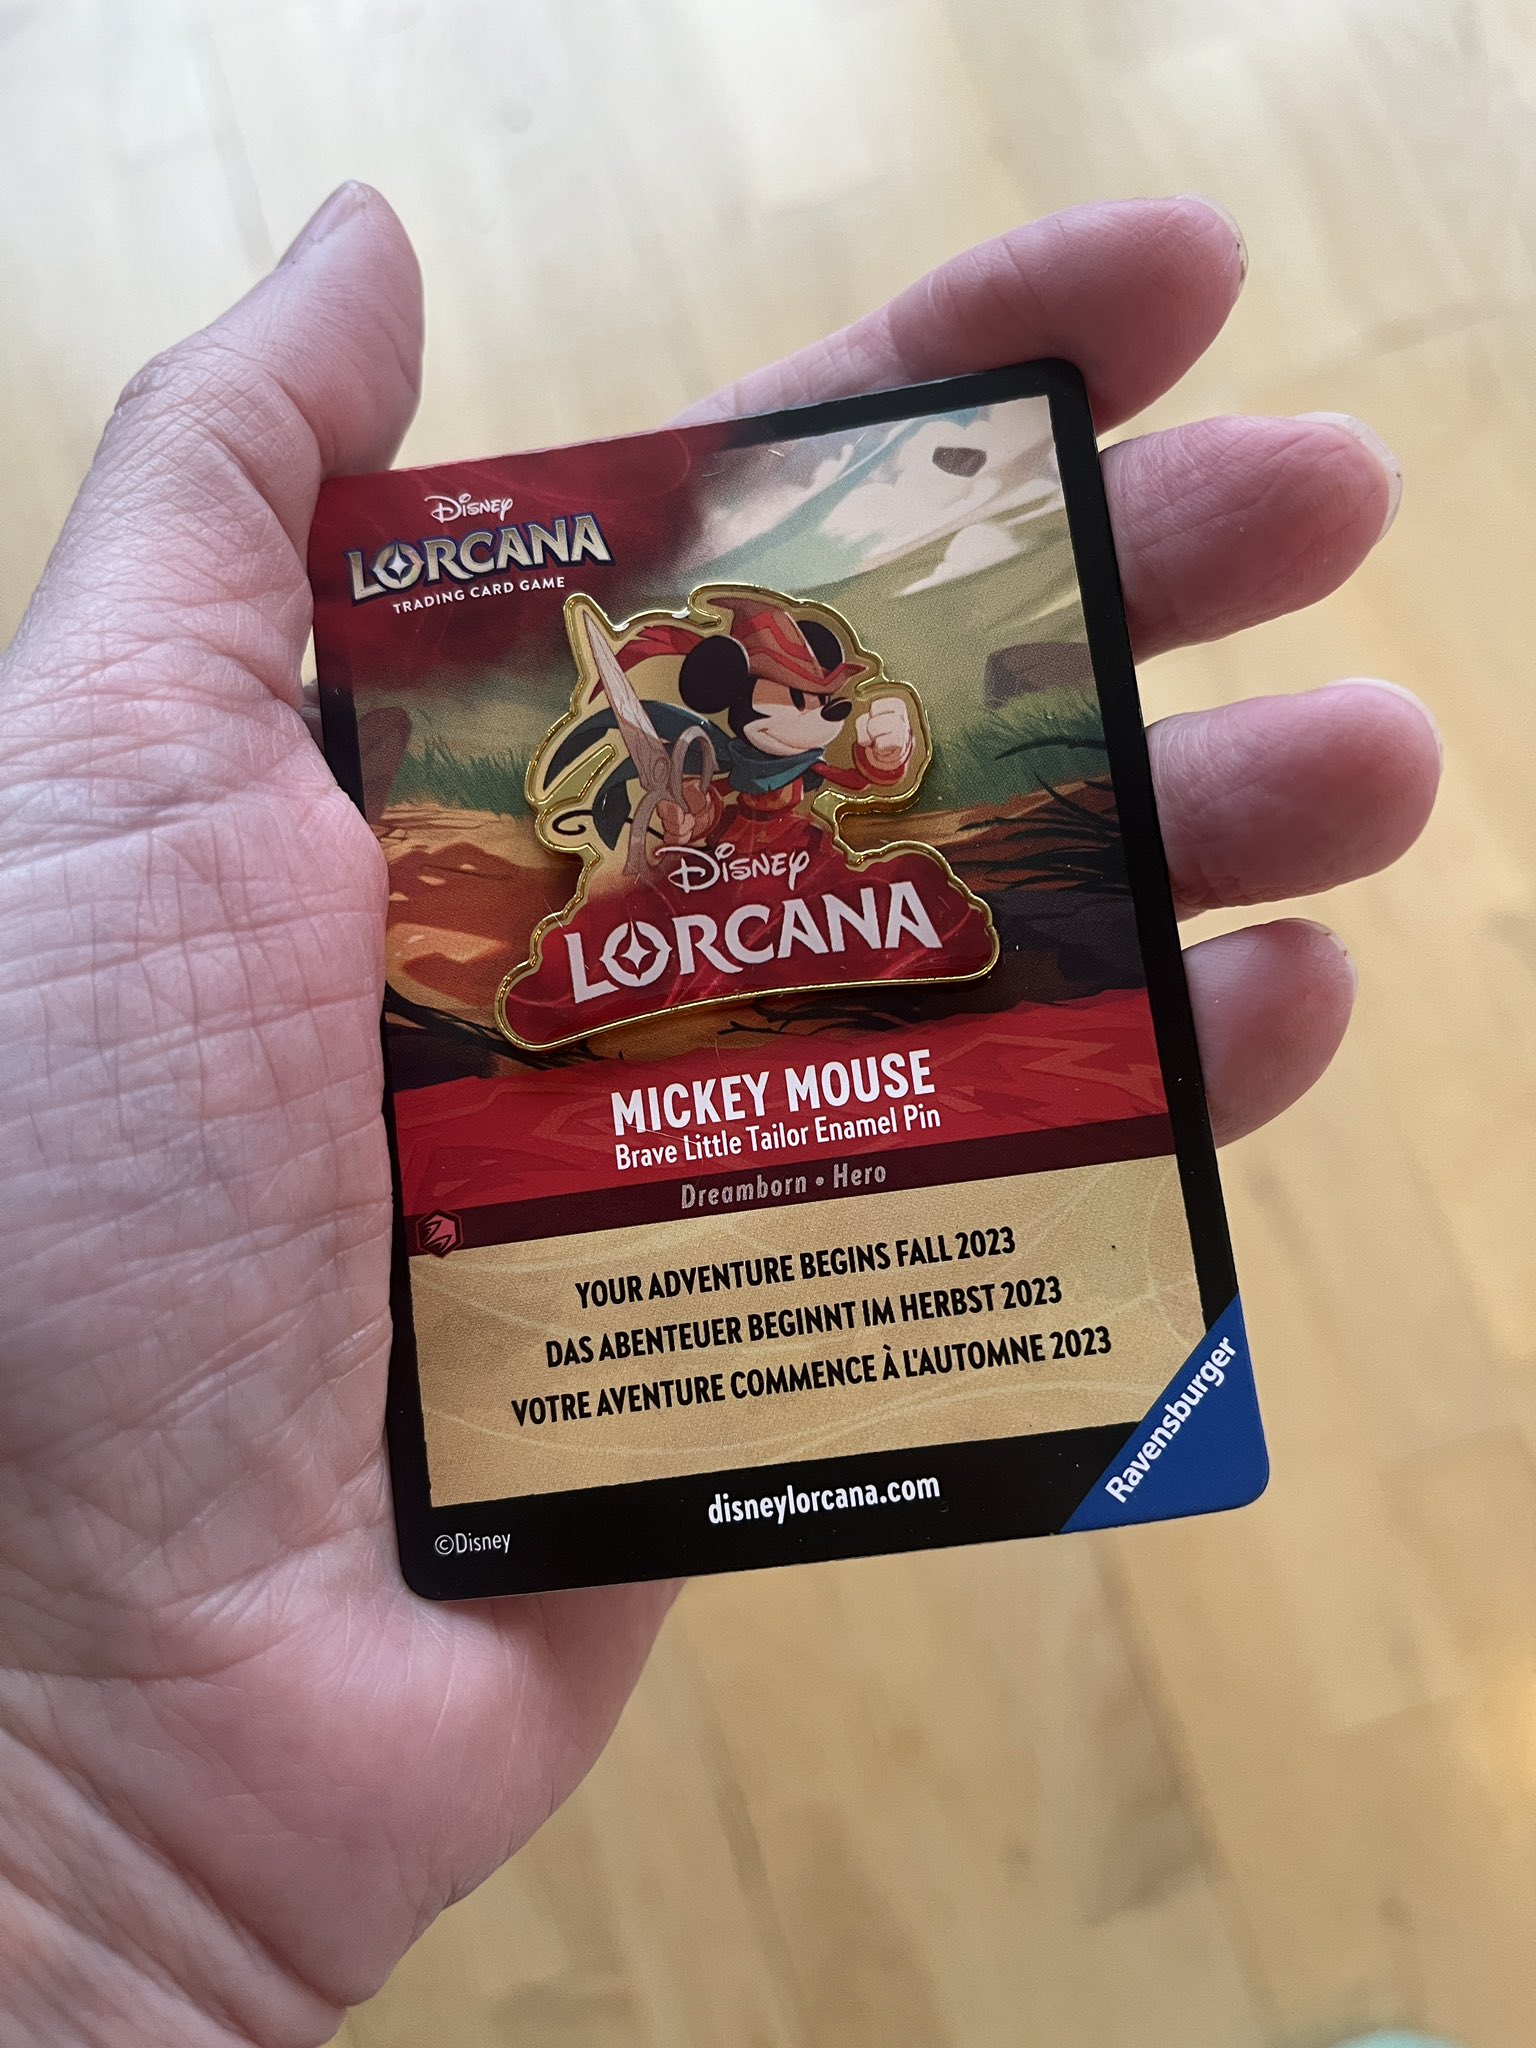 Disney
LORCANA
TRADING CARD GAME
Disney
LORCANA
MICKEY MOUSE
Brave Little Tailor Enamel Pin
Dreamborn • Hero
YOUR ADVENTURE BEGINS FALL 2023
DAS ABENTEUER BEGINNT IM HERBST 2023
VOTRE AVENTURE COMMENCE À L'AUTOMNE 2023
Ravensburger
disneylorcana.com
©Disney